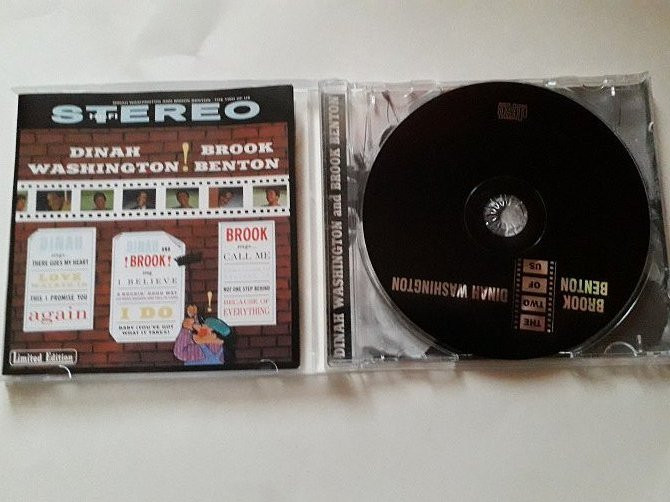 DINAH WASHINGTON AND BROOK BENTON - THE TWO OF US
STEREO
HI-FI
DINAH
WASHINGTON
!
BROOK
BENTON
DINAH
sings
THERE GOES MY HEART
LOVE
WALKED IN
THIS I PROMISE YOU
again
DINAH AND
!BROOK!
sing
I BELIEVE
A ROCKIN' GOOD WAY
I DO
BABY (YOU'VE GOT
WHAT IT TAKES)
BROOK
sings
CALL ME
NOT ONE STEP BEHIND
BECAUSE OF
EVERYTHING
Limited Edition
DINAH WASHINGTON and BROOK BENTON
BROOK
BENTON
THE
TWO
OF
US
DINAH WASHINGTON